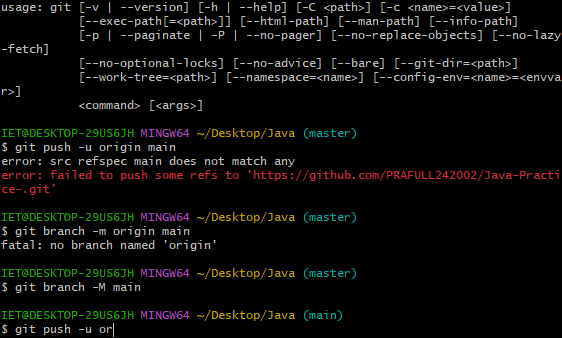 usage: git [-v | --version] [-h | --help] [-C <path>] [-c <name>=<value>]
[--exec-path[=<path>]] [--html-path] [--man-path] [--info-path]
[-p | --paginate | -P | --no-pager] [--no-replace-objects] [--no-lazy
-fetch]
[--no-optional-locks] [--no-advice] [--bare] [--git-dir=<path>]
[--work-tree=<path>] [--namespace=<name>] [--config-env=<name>=<envva
r>]
<command> [<args>]
IET@DESKTOP-29US6JH MINGW64 ~/Desktop/Java (master)
$ git push -u origin main
error: src refspec main does not match any
error: failed to push some refs to 'https://github.com/PRAFULL242002/Java-Practi
ce-.git'
IET@DESKTOP-29US6JH MINGW64 ~/Desktop/Java (master)
$ git branch -m origin main
fatal: no branch named 'origin'
IET@DESKTOP-29US6JH MINGW64 ~/Desktop/Java (master)
$ git branch -M main
IET@DESKTOP-29US6JH MINGW64 ~/Desktop/Java (main)
$ git push -u or